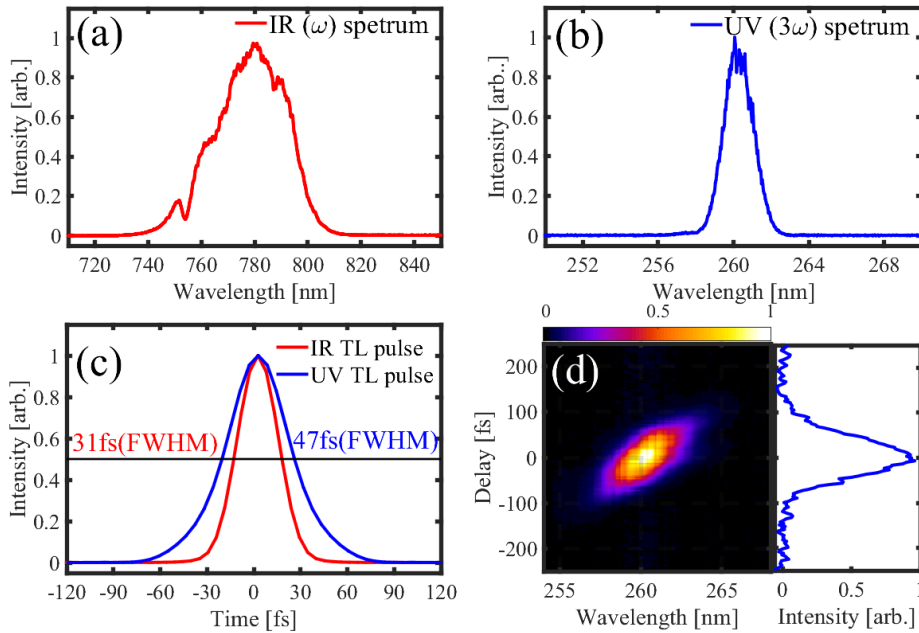 (a)
IR (ω) spetrum
1
0.8
0.6
0.4
0.2
0
Intensity [arb.]
720 740 760 780 800 820 840
Wavelength [nm]
(b)
UV (3ω) spetrum
1
0.8
0.6
0.4
0.2
0
Intensity [arb..]
252 256 260 264 268
Wavelength [nm]
(c)
IR TL pulse
UV TL pulse
31fs(FWHM)
47fs(FWHM)
1
0.8
0.6
0.4
0.2
0
Intensity [arb.]
-120 -90 -60 -30 0 30 60 90 120
Time [fs]
0 0.5 1
(d)
200
100
0
-100
-200
Delay [fs]
255 260 265
Wavelength [nm]
0 0.5 1
Intensity [arb.]